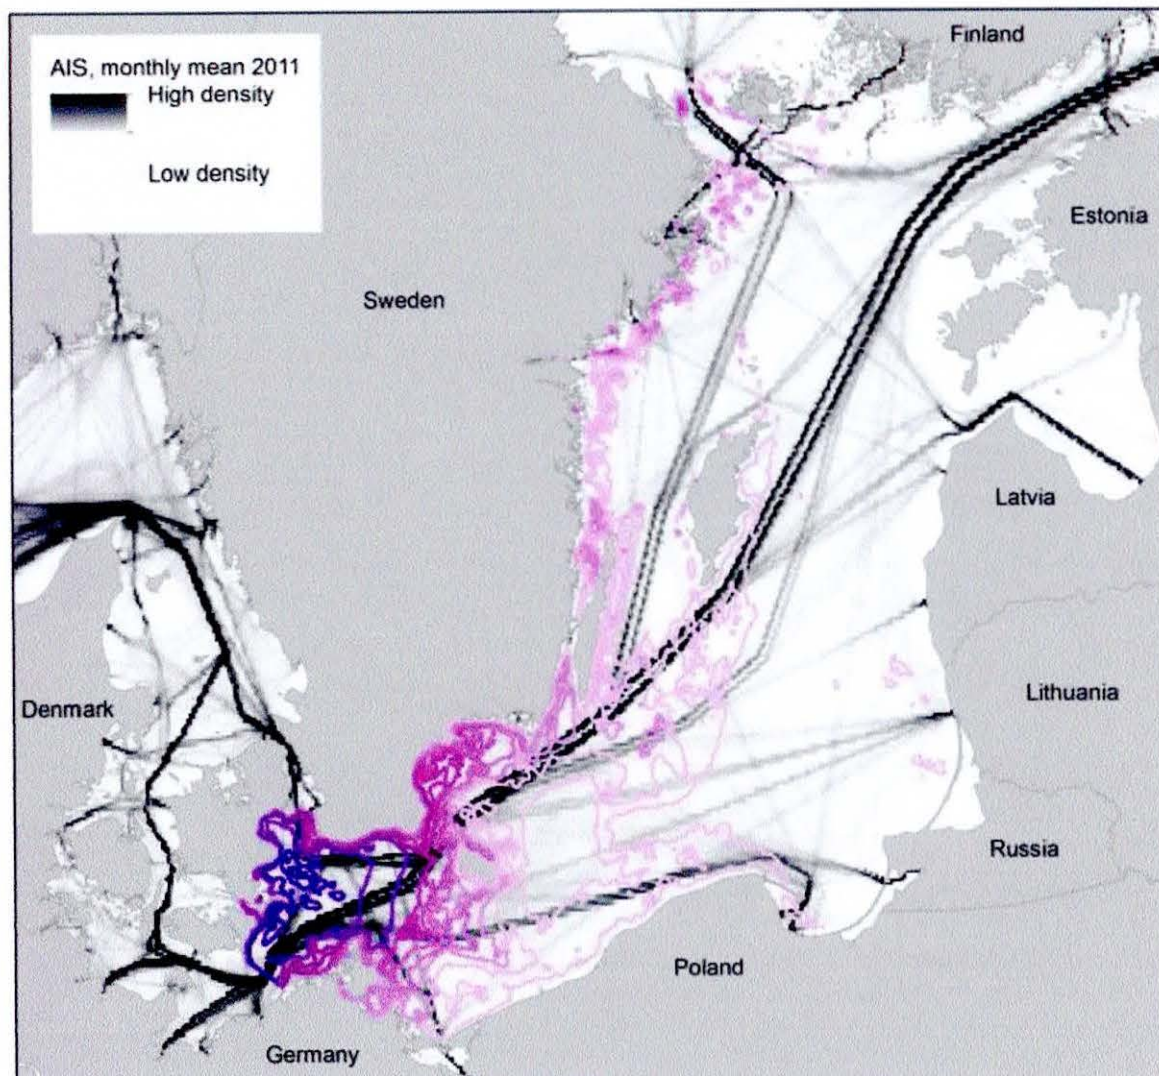 AIS, monthly mean 2011
High density
Low density
Finland
Estonia
Sweden
Latvia
Denmark
Lithuania
Russia
Poland
Germany